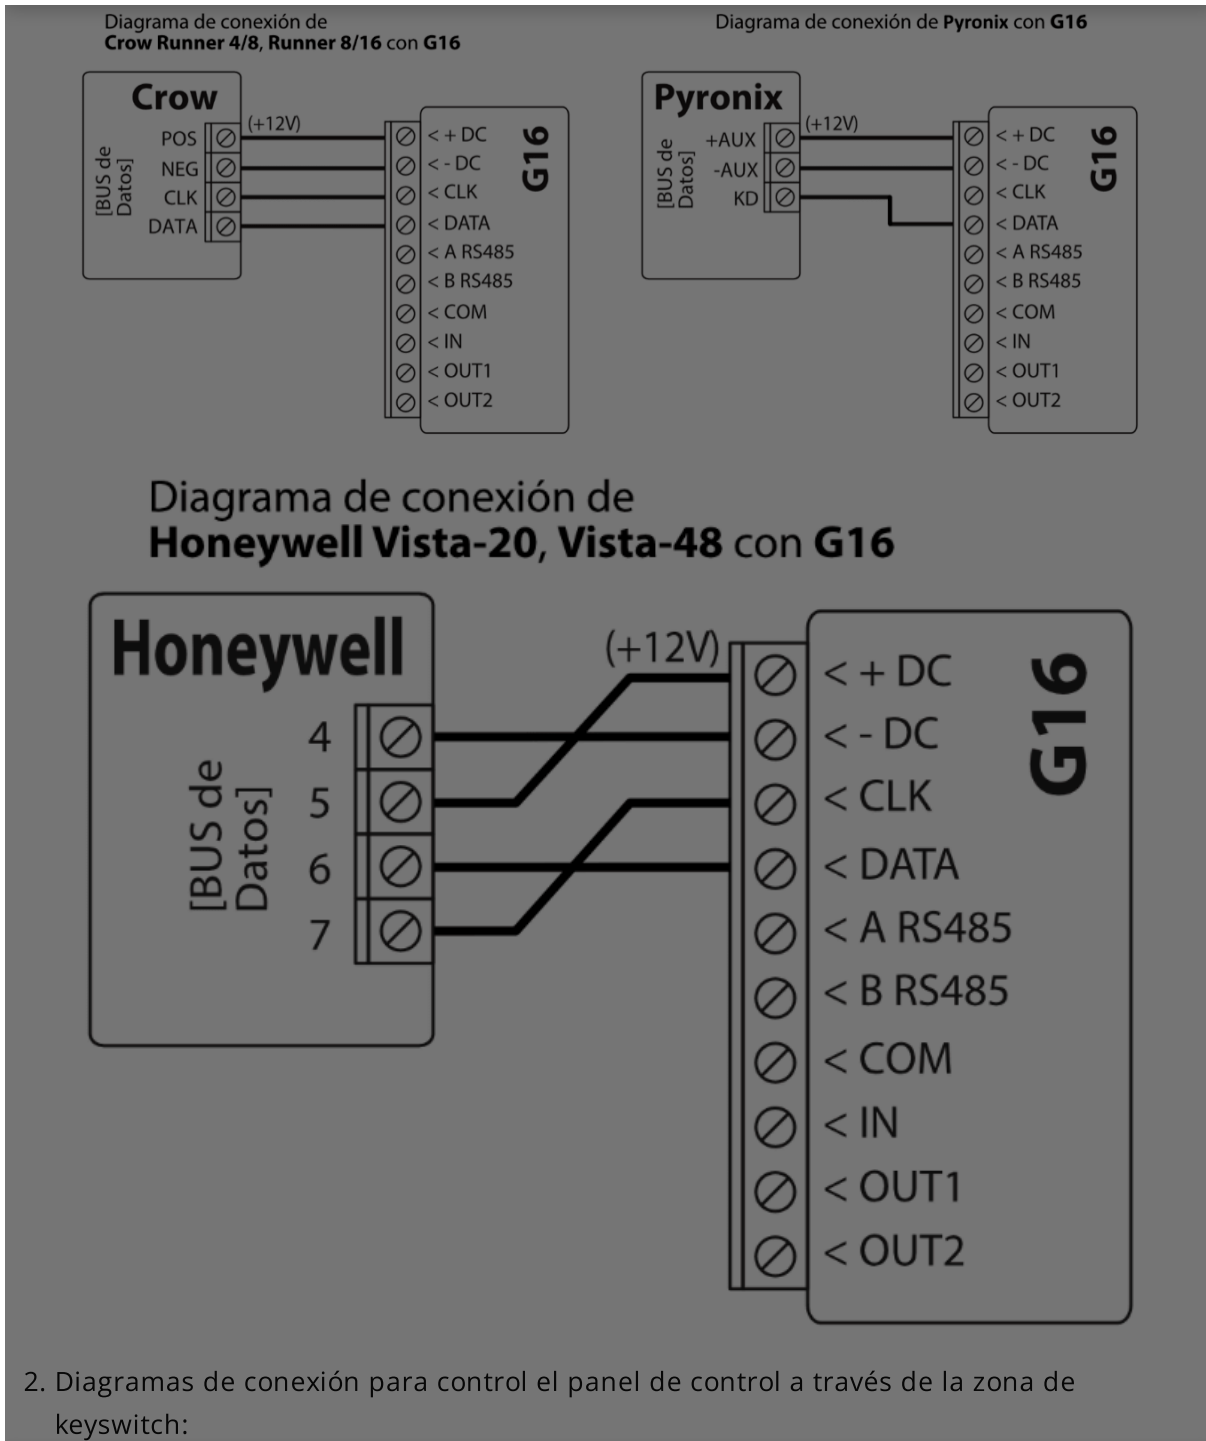 Diagrama de conexión de
Crow Runner 4/8, Runner 8/16 con G16
Crow
[BUS de
Datos]
POS
NEG
CLK
DATA
(+12V)
< + DC
< - DC
< CLK
< DATA
< A RS485
< B RS485
< COM
< IN
< OUT1
< OUT2
G16
Diagrama de conexión de Pyronix con G16
Pyronix
[BUS de
Datos]
+AUX
-AUX
KD
(+12V)
< + DC
< - DC
< CLK
< DATA
< A RS485
< B RS485
< COM
< IN
< OUT1
< OUT2
G16
Diagrama de conexión de
Honeywell Vista-20, Vista-48 con G16
Honeywell
[BUS de
Datos]
4
5
6
7
(+12V)
< + DC
< - DC
< CLK
< DATA
< A RS485
< B RS485
< COM
< IN
< OUT1
< OUT2
G16
2. Diagramas de conexión para control el panel de control a través de la zona de
keyswitch: